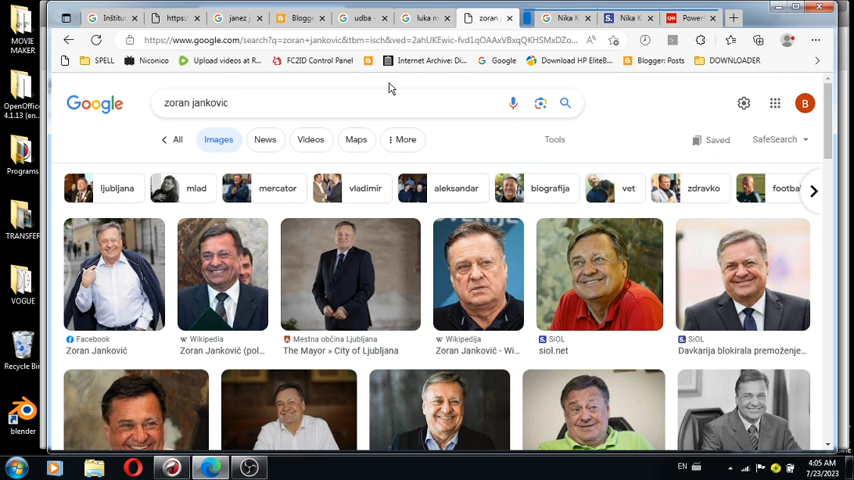 MOVIE
MAKER
OpenOffic...
4.1.13 (en...
Programs
TRANSFER
VOGUE
Recycle Bin
blender
Inštitu
https:
janez j
Blogge
udba -
luka m
zoran
Nika K
Nika K
Power
https://www.google.com/search?q=zoran+jankovic&tbm=isch&ved=2ahUKEwic-fvd1qOAAxVBxqQKHSMxDZo...
SPELL
Niconico
Upload videos at R...
FC2ID Control Panel
Internet Archive: Di...
Google
Download HP EliteB...
Blogger: Posts
DOWNLOADER
Google
zoran jankovic
B
All
Images
News
Videos
Maps
More
Tools
Saved
SafeSearch
ljubljana
mlad
mercator
vladimir
aleksandar
biografija
vet
zdravko
footba
Facebook
Zoran Janković
Wikipedia
Zoran Janković (pol...
Mestna občina Ljubljana
The Mayor » City of Ljubljana
Wikipedija
Zoran Janković - Wi...
SiOL
siol.net
SiOL
Davkarija blokirala premoženje...
EN
4:05 AM
7/23/2023